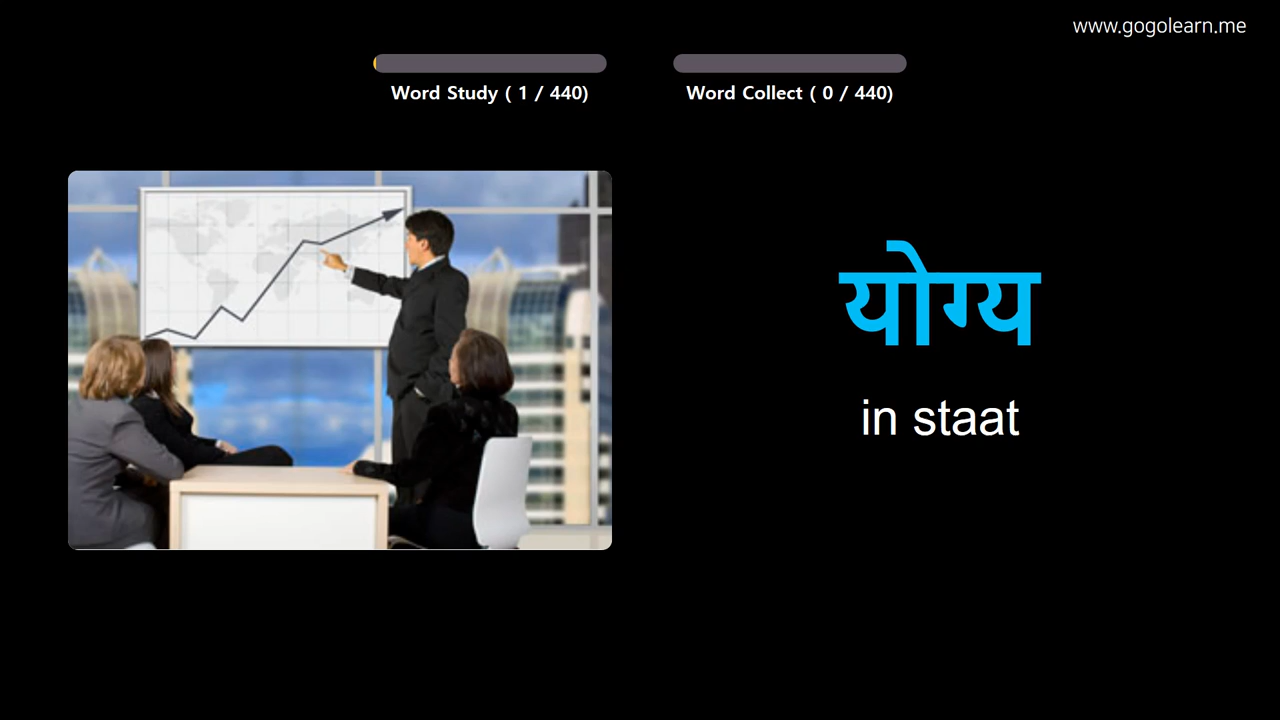 www.gogolearn.me
Word Study ( 1 / 440)
Word Collect ( 0 / 440)
योग्य
in staat